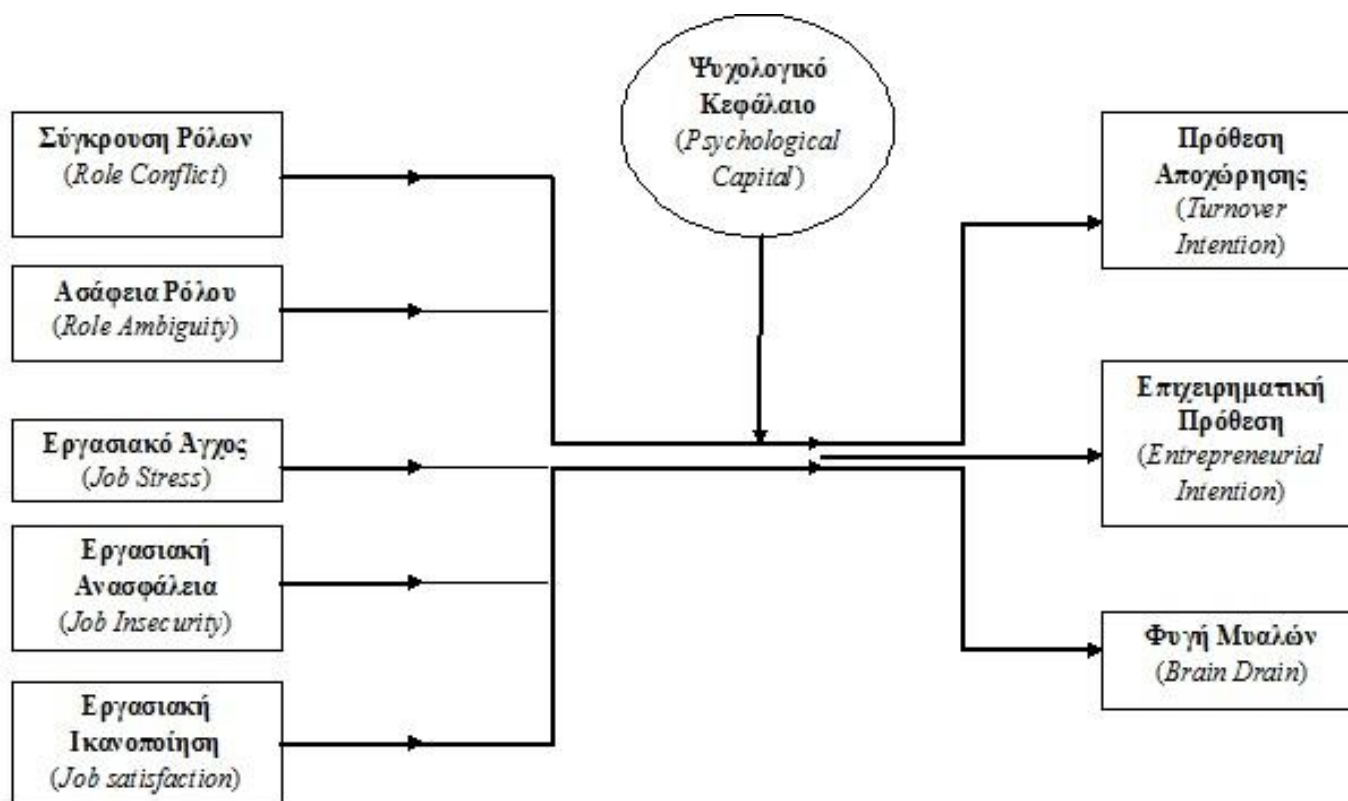 Σύγκρουση Ρόλων
(Role Conflict)
Ασάφεια Ρόλου
(Role Ambiguity)
Εργασιακό Άγχος
(Job Stress)
Εργασιακή
Ανασφάλεια
(Job Insecurity)
Εργασιακή
Ικανοποίηση
(Job satisfaction)
Ψυχολογικό
Κεφάλαιο
(Psychological
Capital)
Πρόθεση
Αποχώρησης
(Turnover
Intention)
Επιχειρηματική
Πρόθεση
(Entrepreneurial
Intention)
Φυγή Μυαλών
(Brain Drain)